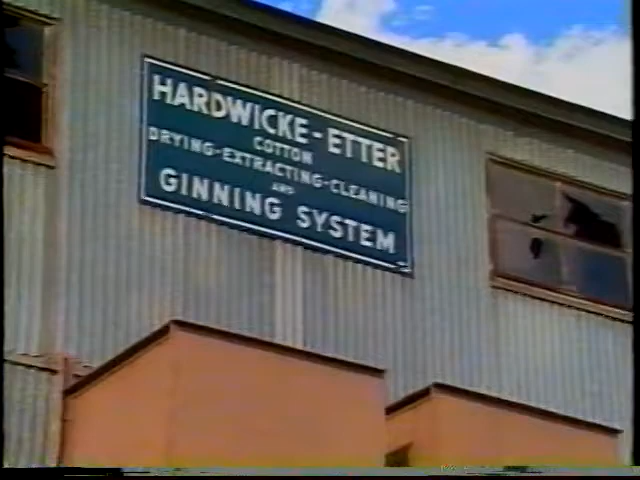 HARDWICKE-ETTER
COTTON
DRYING-EXTRACTING-CLEANING
AND
GINNING SYSTEM